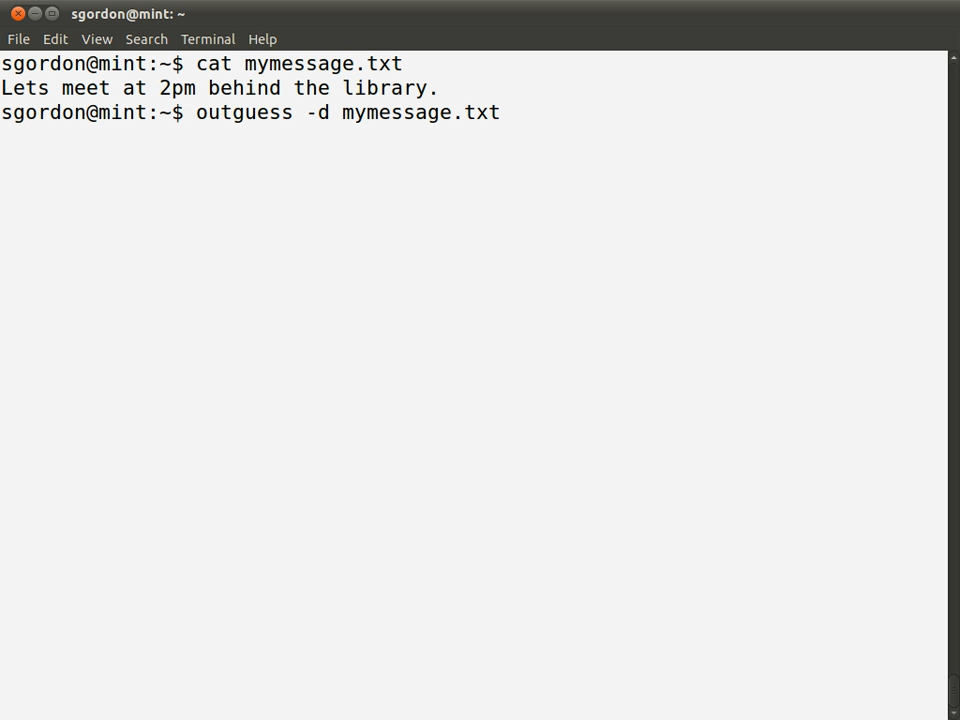 sgordon@mint: ~
File Edit View Search Terminal Help
sgordon@mint:~$ cat mymessage.txt
Lets meet at 2pm behind the library.
sgordon@mint:~$ outguess -d mymessage.txt